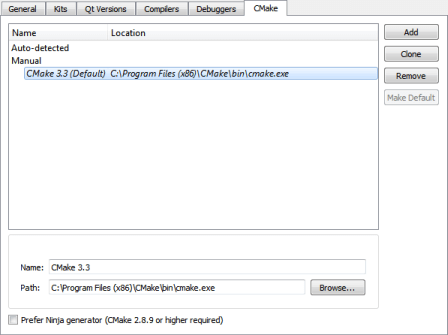 General Kits Qt Versions Compilers Debuggers CMake
Name Location Add
Auto-detected
Clone
Manual
CMake 3.3 (Default) C:\Program Files (x86)\CMake\bin\cmake.exe Remove
Make Default
Name: CMake 3.3
Path: C:\Program Files (x86)\CMake\bin\cmake.exe Browse...
Prefer Ninja generator (CMake 2.8.9 or higher required)